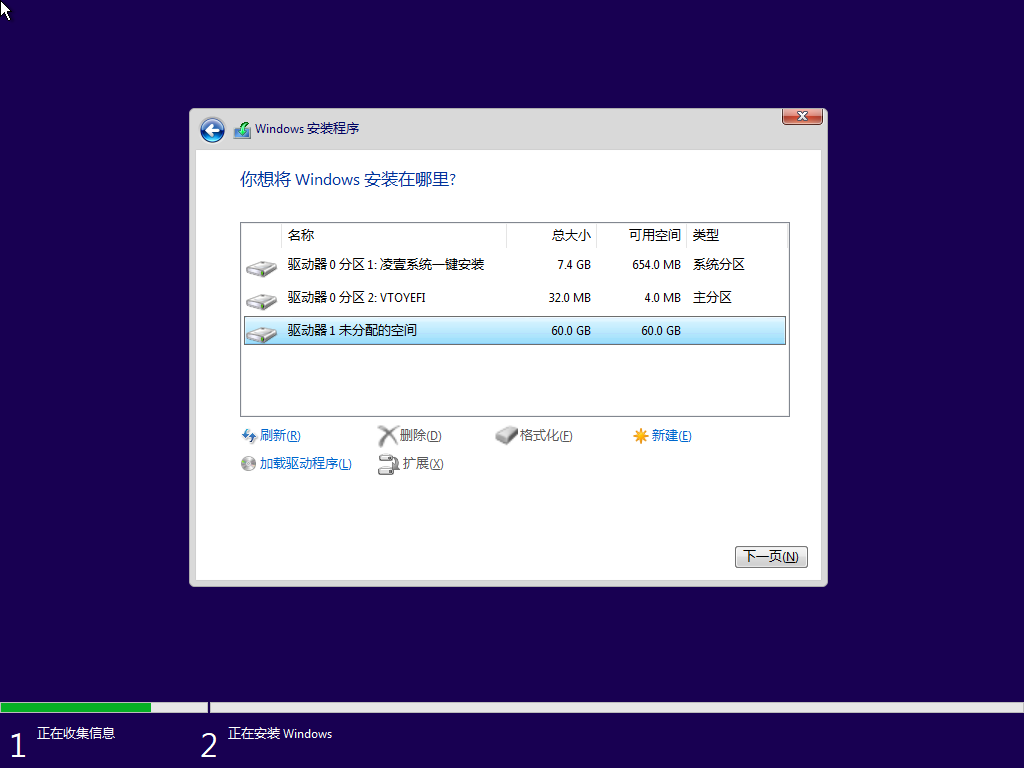 Windows 安装程序
你想将 Windows 安装在哪里?
名称 总大小 可用空间 类型
驱动器 0 分区 1: 凌壹系统一键安装 7.4 GB 654.0 MB 系统分区
驱动器 0 分区 2: VTOYEFI 32.0 MB 4.0 MB 主分区
驱动器 1 未分配的空间 60.0 GB 60.0 GB
刷新(R) 删除(D) 格式化(F) 新建(E)
加载驱动程序(L) 扩展(X)
下一页(N)
1 正在收集信息 2 正在安装 Windows